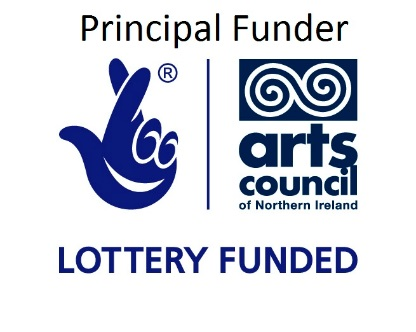 Principal Funder
®
arts
council
of Northern Ireland
LOTTERY FUNDED